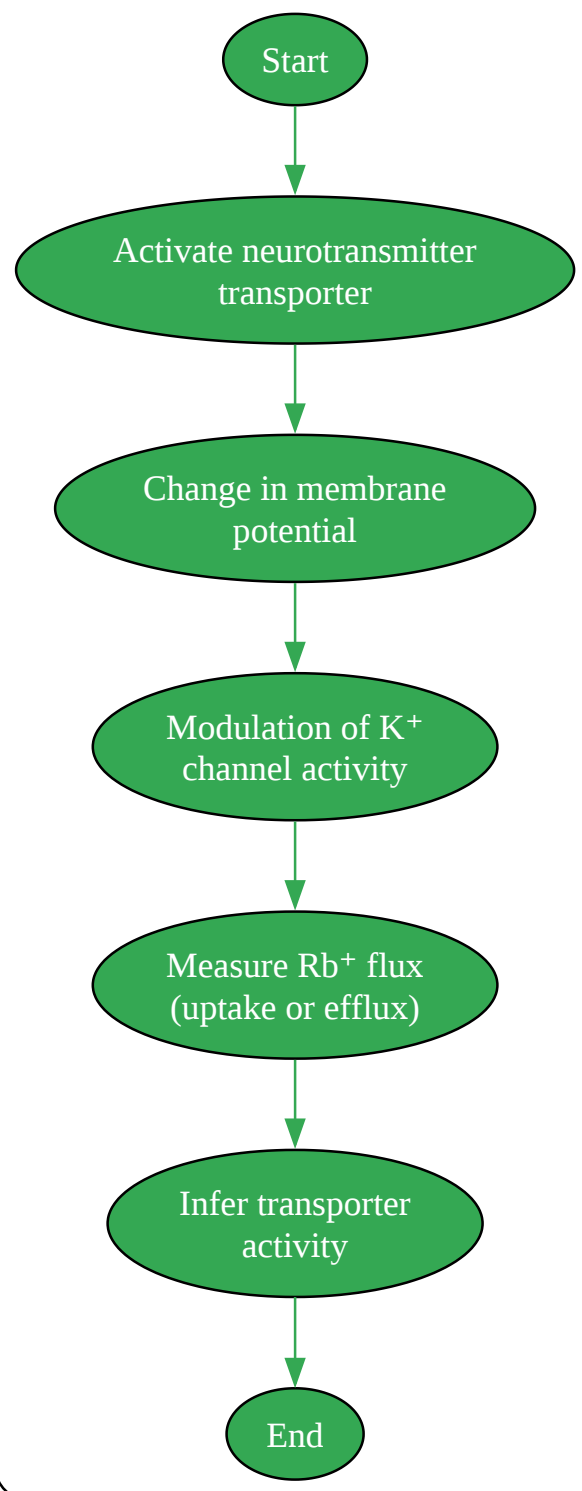 Start
Activate neurotransmitter
transporter
Change in membrane
potential
Modulation of K⁺
channel activity
Measure Rb⁺ flux
(uptake or efflux)
Infer transporter
activity
End